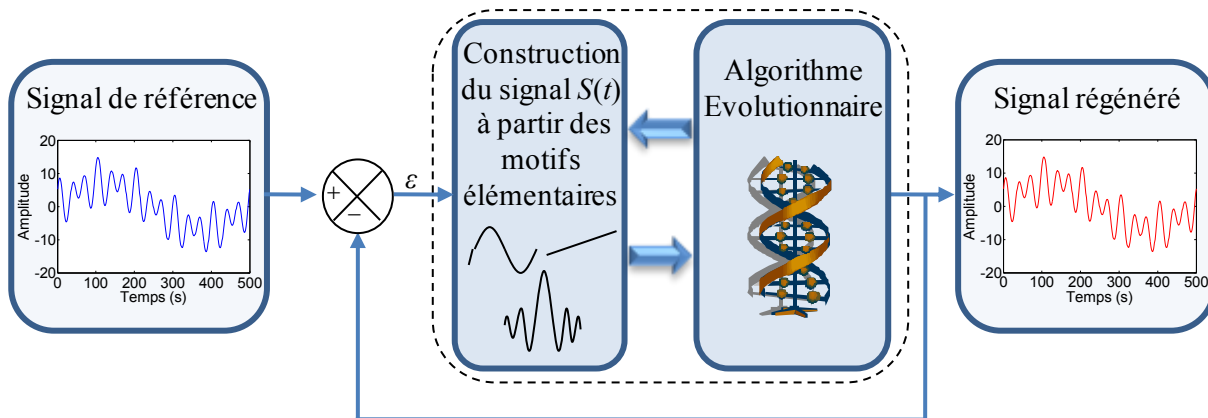 Signal de référence
20
10
0
-10
-20
Amplitude
0 100 200 300 400 500
Temps (s)
+
−
ε
Construction
du signal S(t)
à partir des
motifs
élémentaires
Algorithme
Evolutionnaire
Signal régénéré
20
10
0
-10
-20
Amplitude
0 100 200 300 400 500
Temps (s)